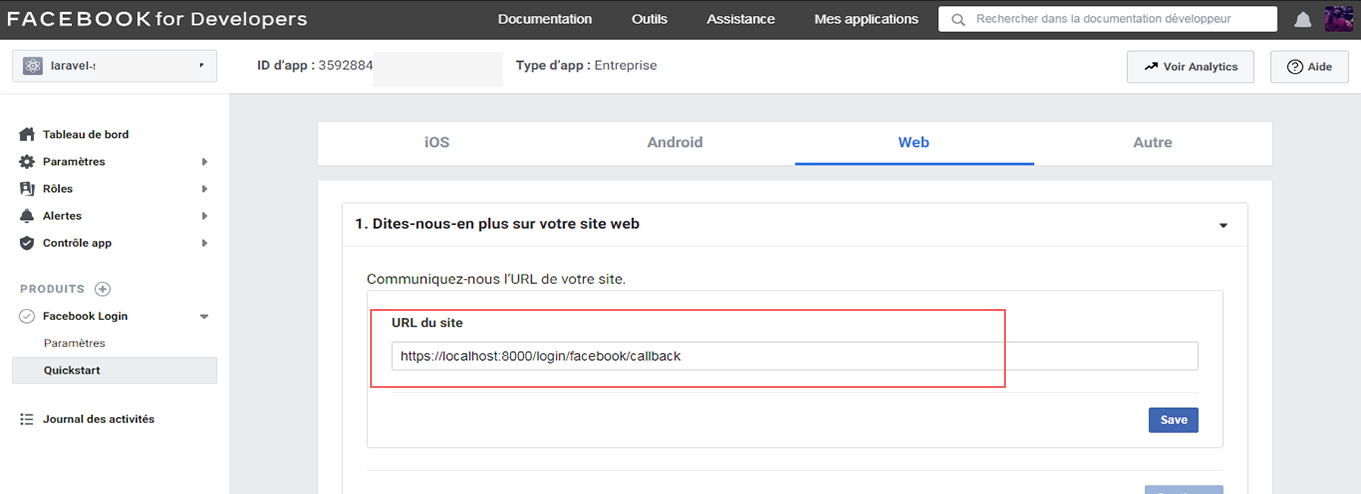 FACEBOOK for Developers
Documentation Outils Assistance Mes applications Rechercher dans la documentation développeur
laravel-s
ID d'app : 3592884 Type d'app : Entreprise
Voir Analytics Aide
Tableau de bord
Paramètres
Rôles
Alertes
Contrôle app
PRODUITS
Facebook Login
Paramètres
Quickstart
Journal des activités
iOS Android Web Autre
1. Dites-nous-en plus sur votre site web
Communiquez-nous l'URL de votre site.
URL du site
https://localhost:8000/login/facebook/callback
Save